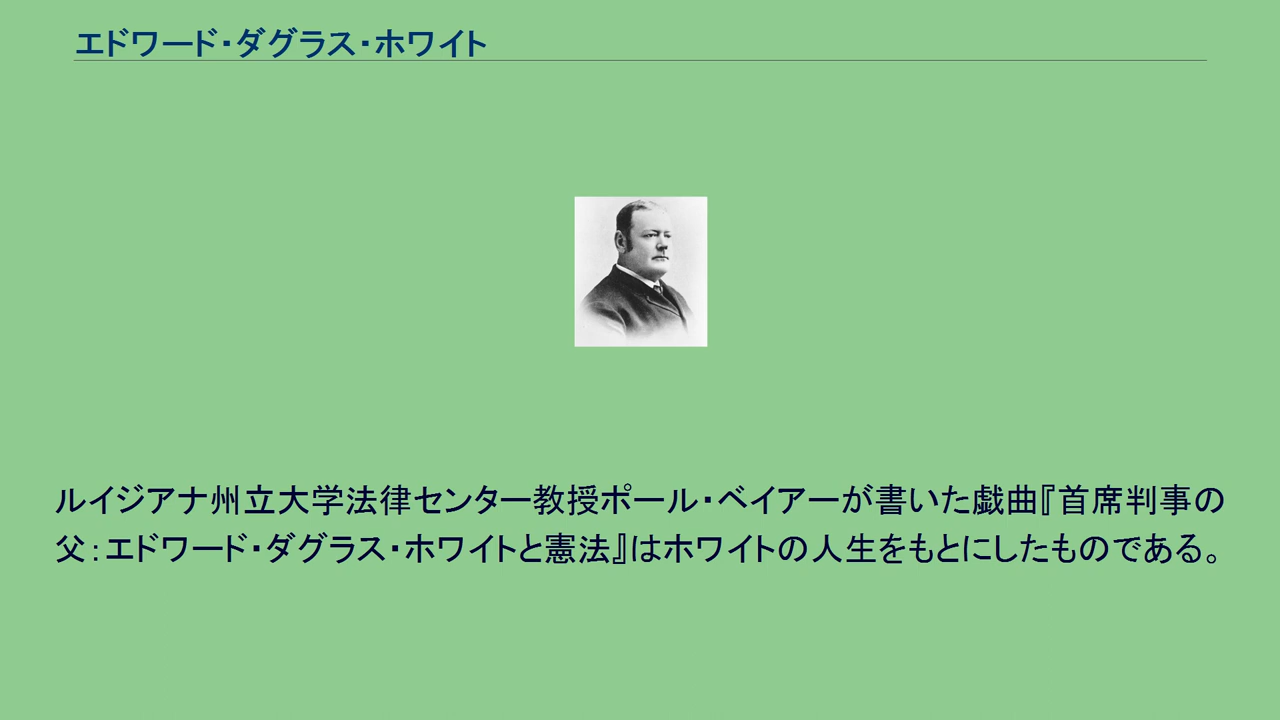 エドワード・ダグラス・ホワイト
ルイジアナ州立大学法律センター教授ポール・ベイアーが書いた戯曲『首席判事の
父：エドワード・ダグラス・ホワイトと憲法』はホワイトの人生をもとにしたものである。